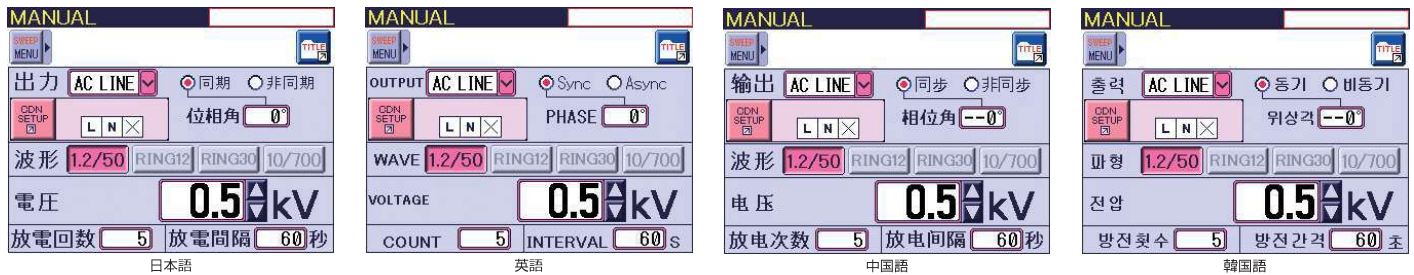 MANUAL
SWEEP
MENU
TITLE
出力 AC LINE 同期 非同期
CDN
SETUP
L N
位相角 0°
波形 1.2/50 RING12 RING30 10/700
電圧 0.5 kV
放電回数 5 放電間隔 60 秒
日本語
MANUAL
SWEEP
MENU
TITLE
OUTPUT AC LINE Sync Async
CDN
SETUP
L N
PHASE 0°
WAVE 1.2/50 RING12 RING30 10/700
VOLTAGE 0.5 kV
COUNT 5 INTERVAL 60 S
英語
MANUAL
SWEEP
MENU
TITLE
输出 AC LINE 同步 非同步
CDN
SETUP
L N
相位角 --0°
波形 1.2/50 RING12 RING30 10/700
电压 0.5 kV
放电次数 5 放电间隔 60 秒
中国語
MANUAL
SWEEP
MENU
TITLE
출력 AC LINE 동기 비동기
CDN
SETUP
L N
위상각 --0°
파형 1.2/50 RING12 RING30 10/700
전압 0.5 kV
방전횟수 5 방전간격 60 초
韓国語